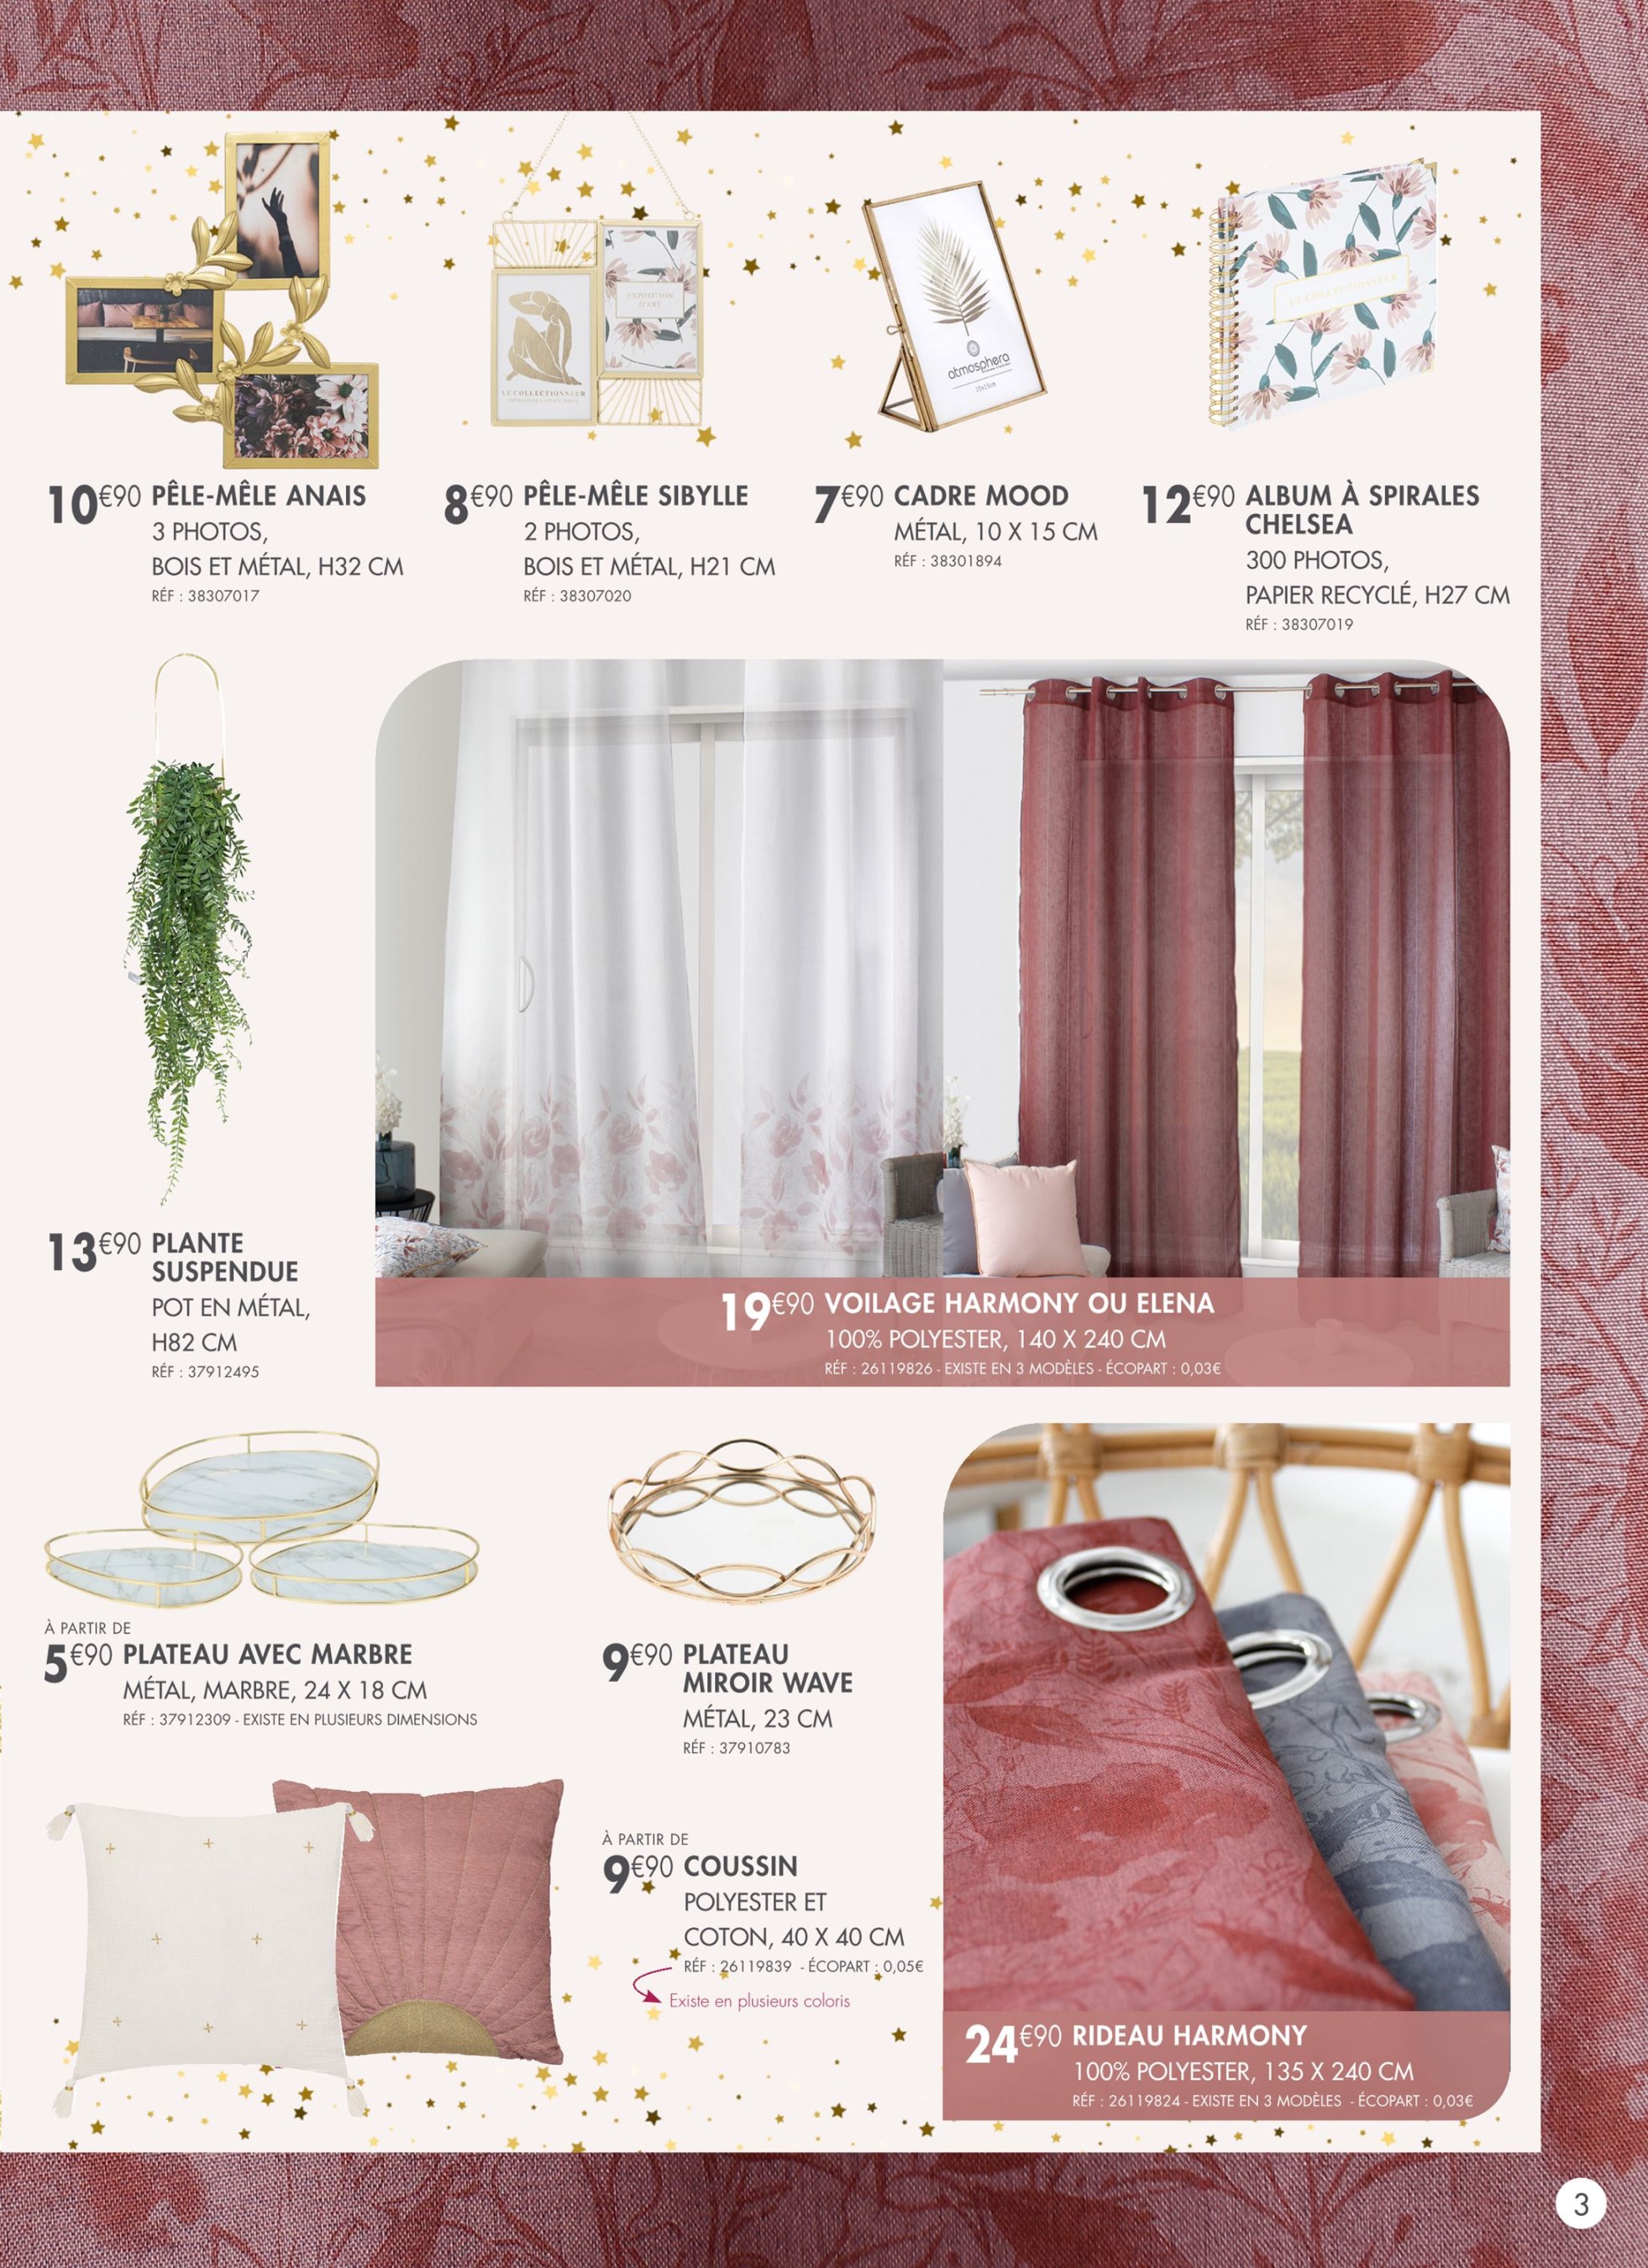 EXPOSITION
D'ART
LE COLLECTIONNEUR
atmosphera
10x15cm
LE COLLECTIONNEUR
10€90 PÊLE-MÊLE ANAIS
3 PHOTOS,
BOIS ET MÉTAL, H32 CM
RÉF : 38307017
8€90 PÊLE-MÊLE SIBYLLE
2 PHOTOS,
BOIS ET MÉTAL, H21 CM
RÉF : 38307020
7€90 CADRE MOOD
MÉTAL, 10 X 15 CM
RÉF : 38301894
12€90 ALBUM À SPIRALES
CHELSEA
300 PHOTOS,
PAPIER RECYCLÉ, H27 CM
RÉF : 38307019
13€90 PLANTE
SUSPENDUE
POT EN MÉTAL,
H82 CM
RÉF : 37912495
19€90 VOILAGE HARMONY OU ELENA
100% POLYESTER, 140 X 240 CM
RÉF : 26119826 - EXISTE EN 3 MODÈLES - ÉCOPART : 0,03€
À PARTIR DE
5€90 PLATEAU AVEC MARBRE
MÉTAL, MARBRE, 24 X 18 CM
RÉF : 37912309 - EXISTE EN PLUSIEURS DIMENSIONS
9€90 PLATEAU
MIROIR WAVE
MÉTAL, 23 CM
RÉF : 37910783
À PARTIR DE
9€90 COUSSIN
POLYESTER ET
COTON, 40 X 40 CM
RÉF : 26119839 - ÉCOPART : 0,05€
Existe en plusieurs coloris
24€90 RIDEAU HARMONY
100% POLYESTER, 135 X 240 CM
RÉF : 26119824 - EXISTE EN 3 MODÈLES - ÉCOPART : 0,03€
3